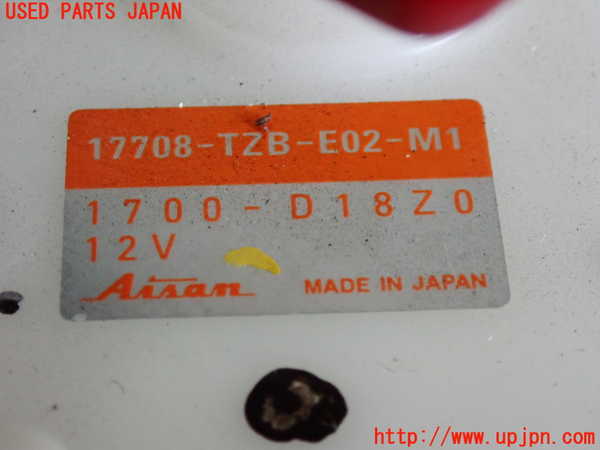 USED PARTS JAPAN
17708-TZB-E02-M1
1700-D18Z0
12V
Aisan MADE IN JAPAN
http://www.upjpn.com/